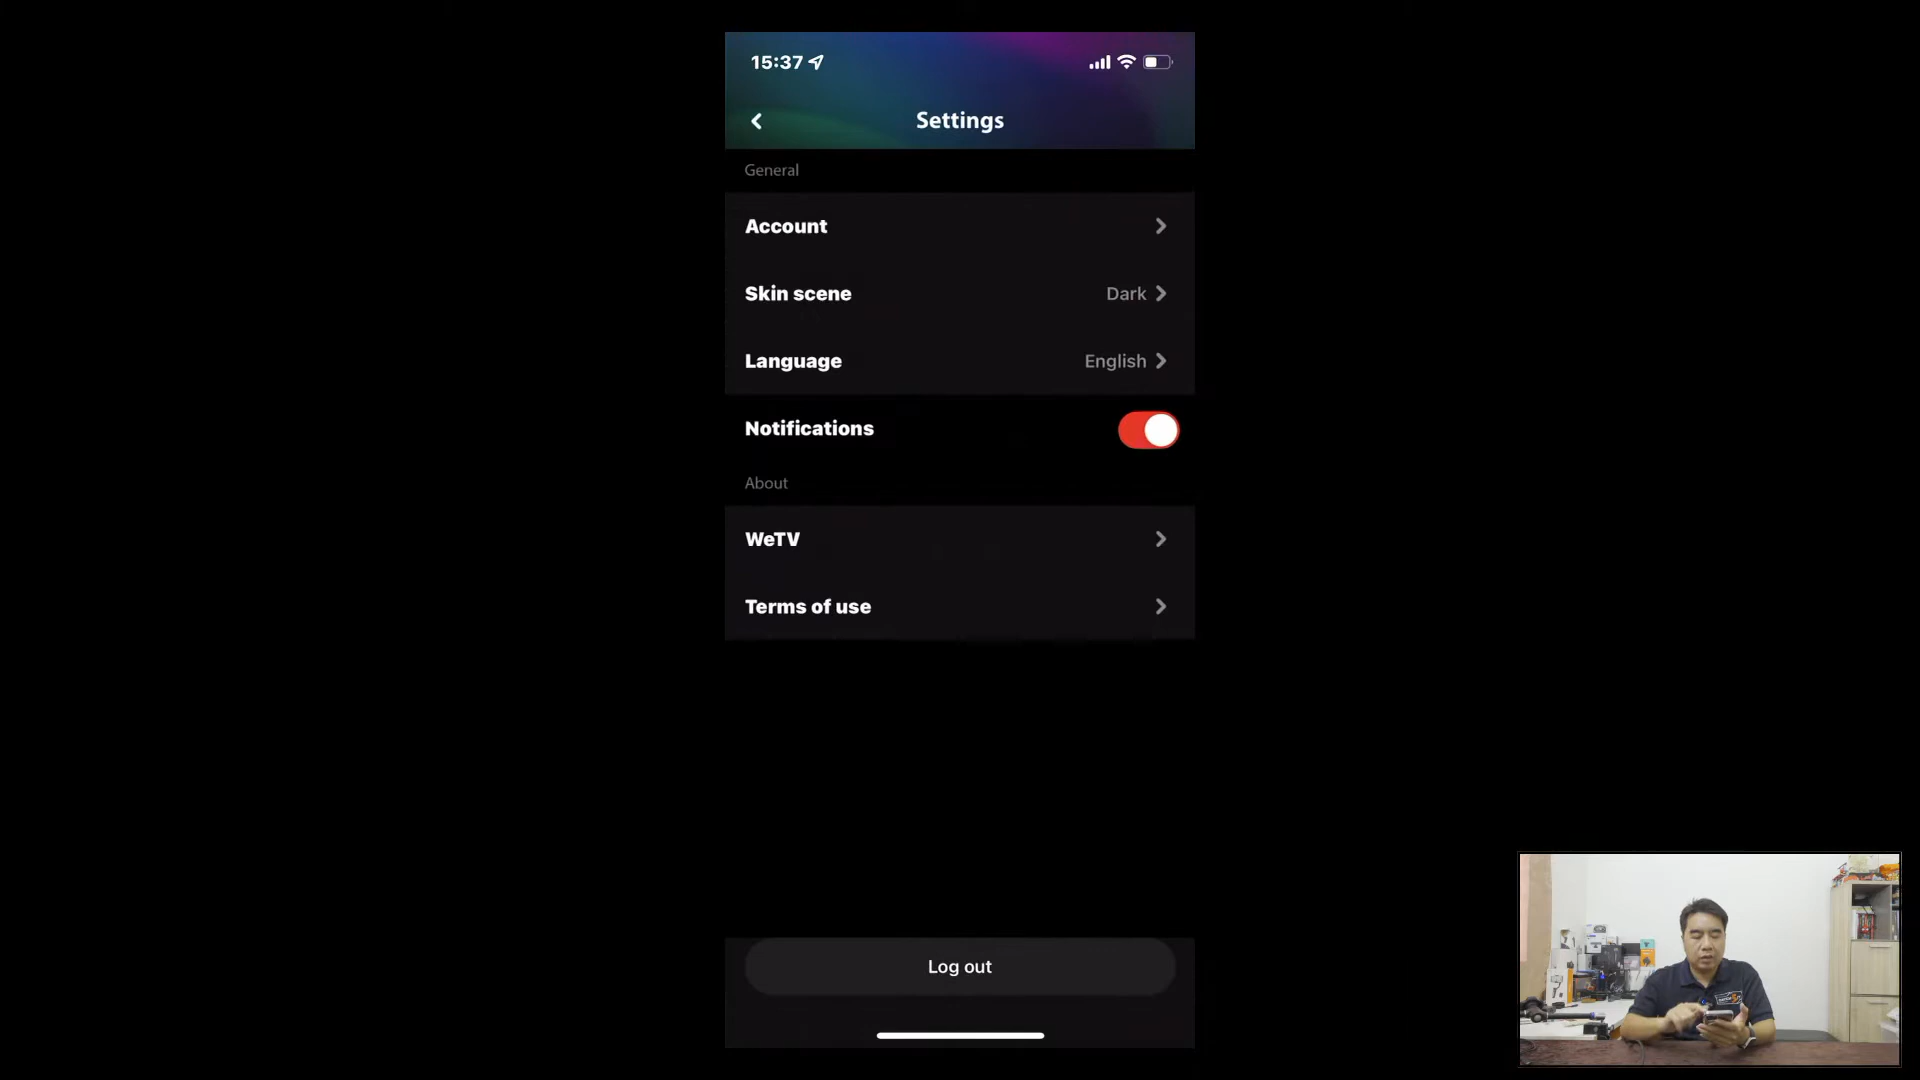 15:37
Settings
General
Account
Skin scene Dark
Language English
Notifications
About
WeTV
Terms of use
Log out